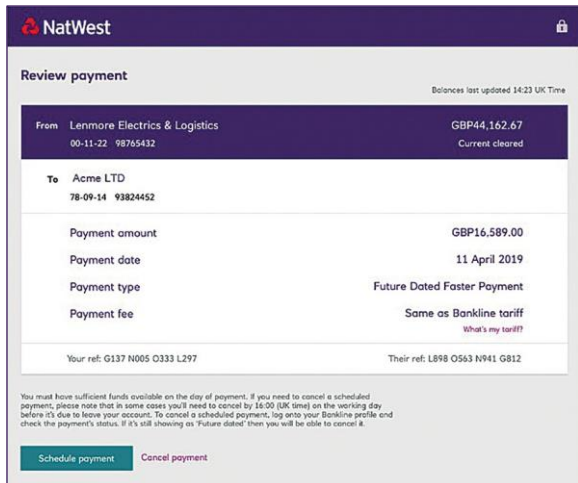 NatWest
Review payment
Balances last updated 14:23 UK Time
From Lenmore Electrics & Logistics GBP44,162.67
00-11-22 98765432 Current cleared
To Acme LTD
78-09-14 93824452
Payment amount GBP16,589.00
Payment date 11 April 2019
Payment type Future Dated Faster Payment
Payment fee Same as Bankline tariff
What's my tariff?
Your ref: G137 N005 O333 L297 Their ref: L898 O563 N941 G812
You must have sufficient funds available on the day of payment. If you need to cancel a scheduled
payment, please note that in some cases you'll need to cancel by 16:00 (UK time) on the working day
before it's due to leave your account. To cancel a scheduled payment, log onto your Bankline profile and
check the payment's status. If it's still showing as 'Future dated' then you will be able to cancel it.
Schedule payment Cancel payment